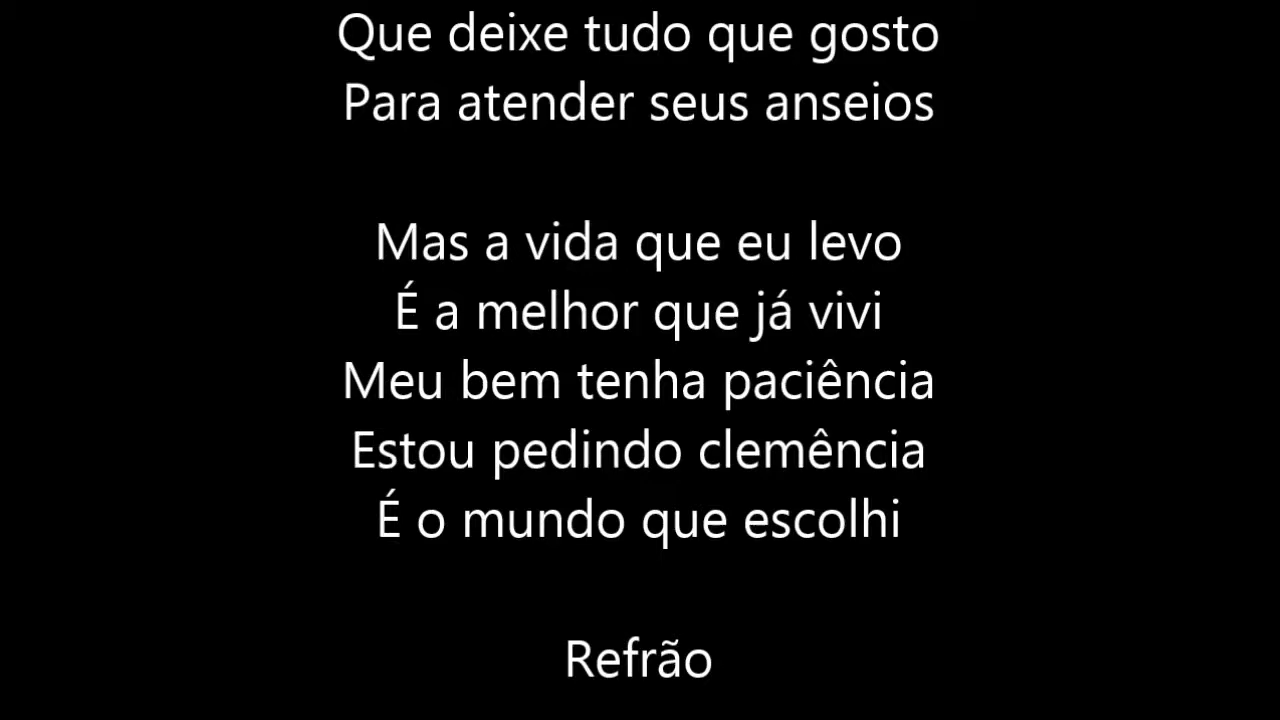 Que deixe tudo que gosto
Para atender seus anseios
Mas a vida que eu levo
É a melhor que já vivi
Meu bem tenha paciência
Estou pedindo clemência
É o mundo que escolhi
Refrão